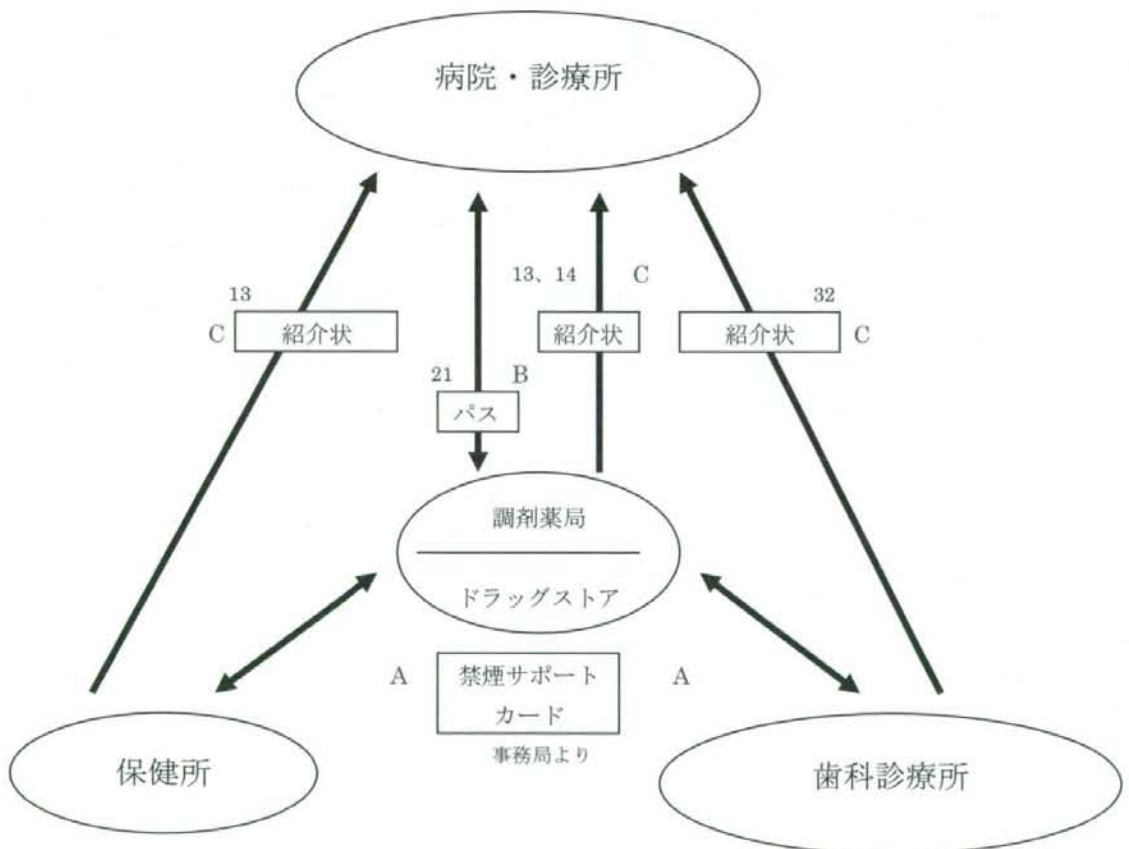 病院・診療所
13、14 C
13
32
C 紹介状
紹介状
紹介状 C
21 B
パス
調剤薬局
ドラッグストア
A
禁煙サポート
カード
A
事務局より
保健所
歯科診療所